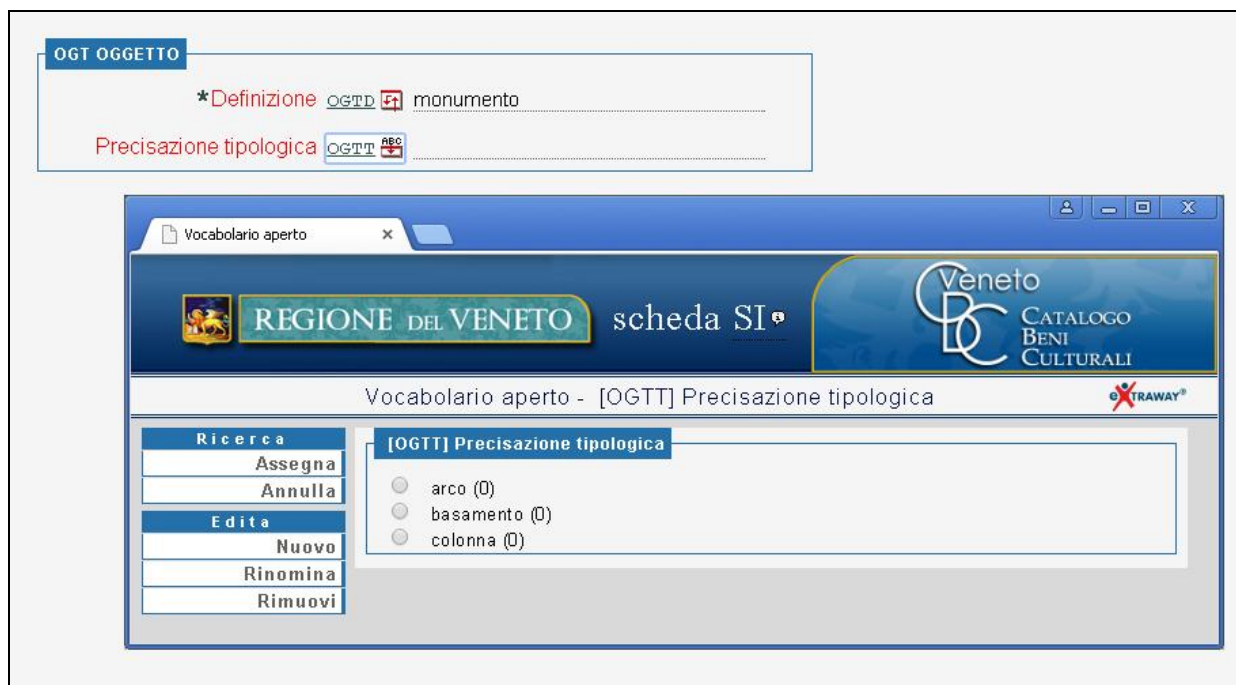 OGT OGGETTO
*Definizione OGTD monumento
Precisazione tipologica OGTT ABC
Vocabolario aperto
REGIONE DEL VENETO scheda SI
Veneto
CBC
CATALOGO
BENI
CULTURALI
Vocabolario aperto - [OGTT] Precisazione tipologica eXTRAWAY®
Ricerca
Assegna
Annulla
Edita
Nuovo
Rinomina
Rimuovi
[OGTT] Precisazione tipologica
arco (0)
basamento (0)
colonna (0)